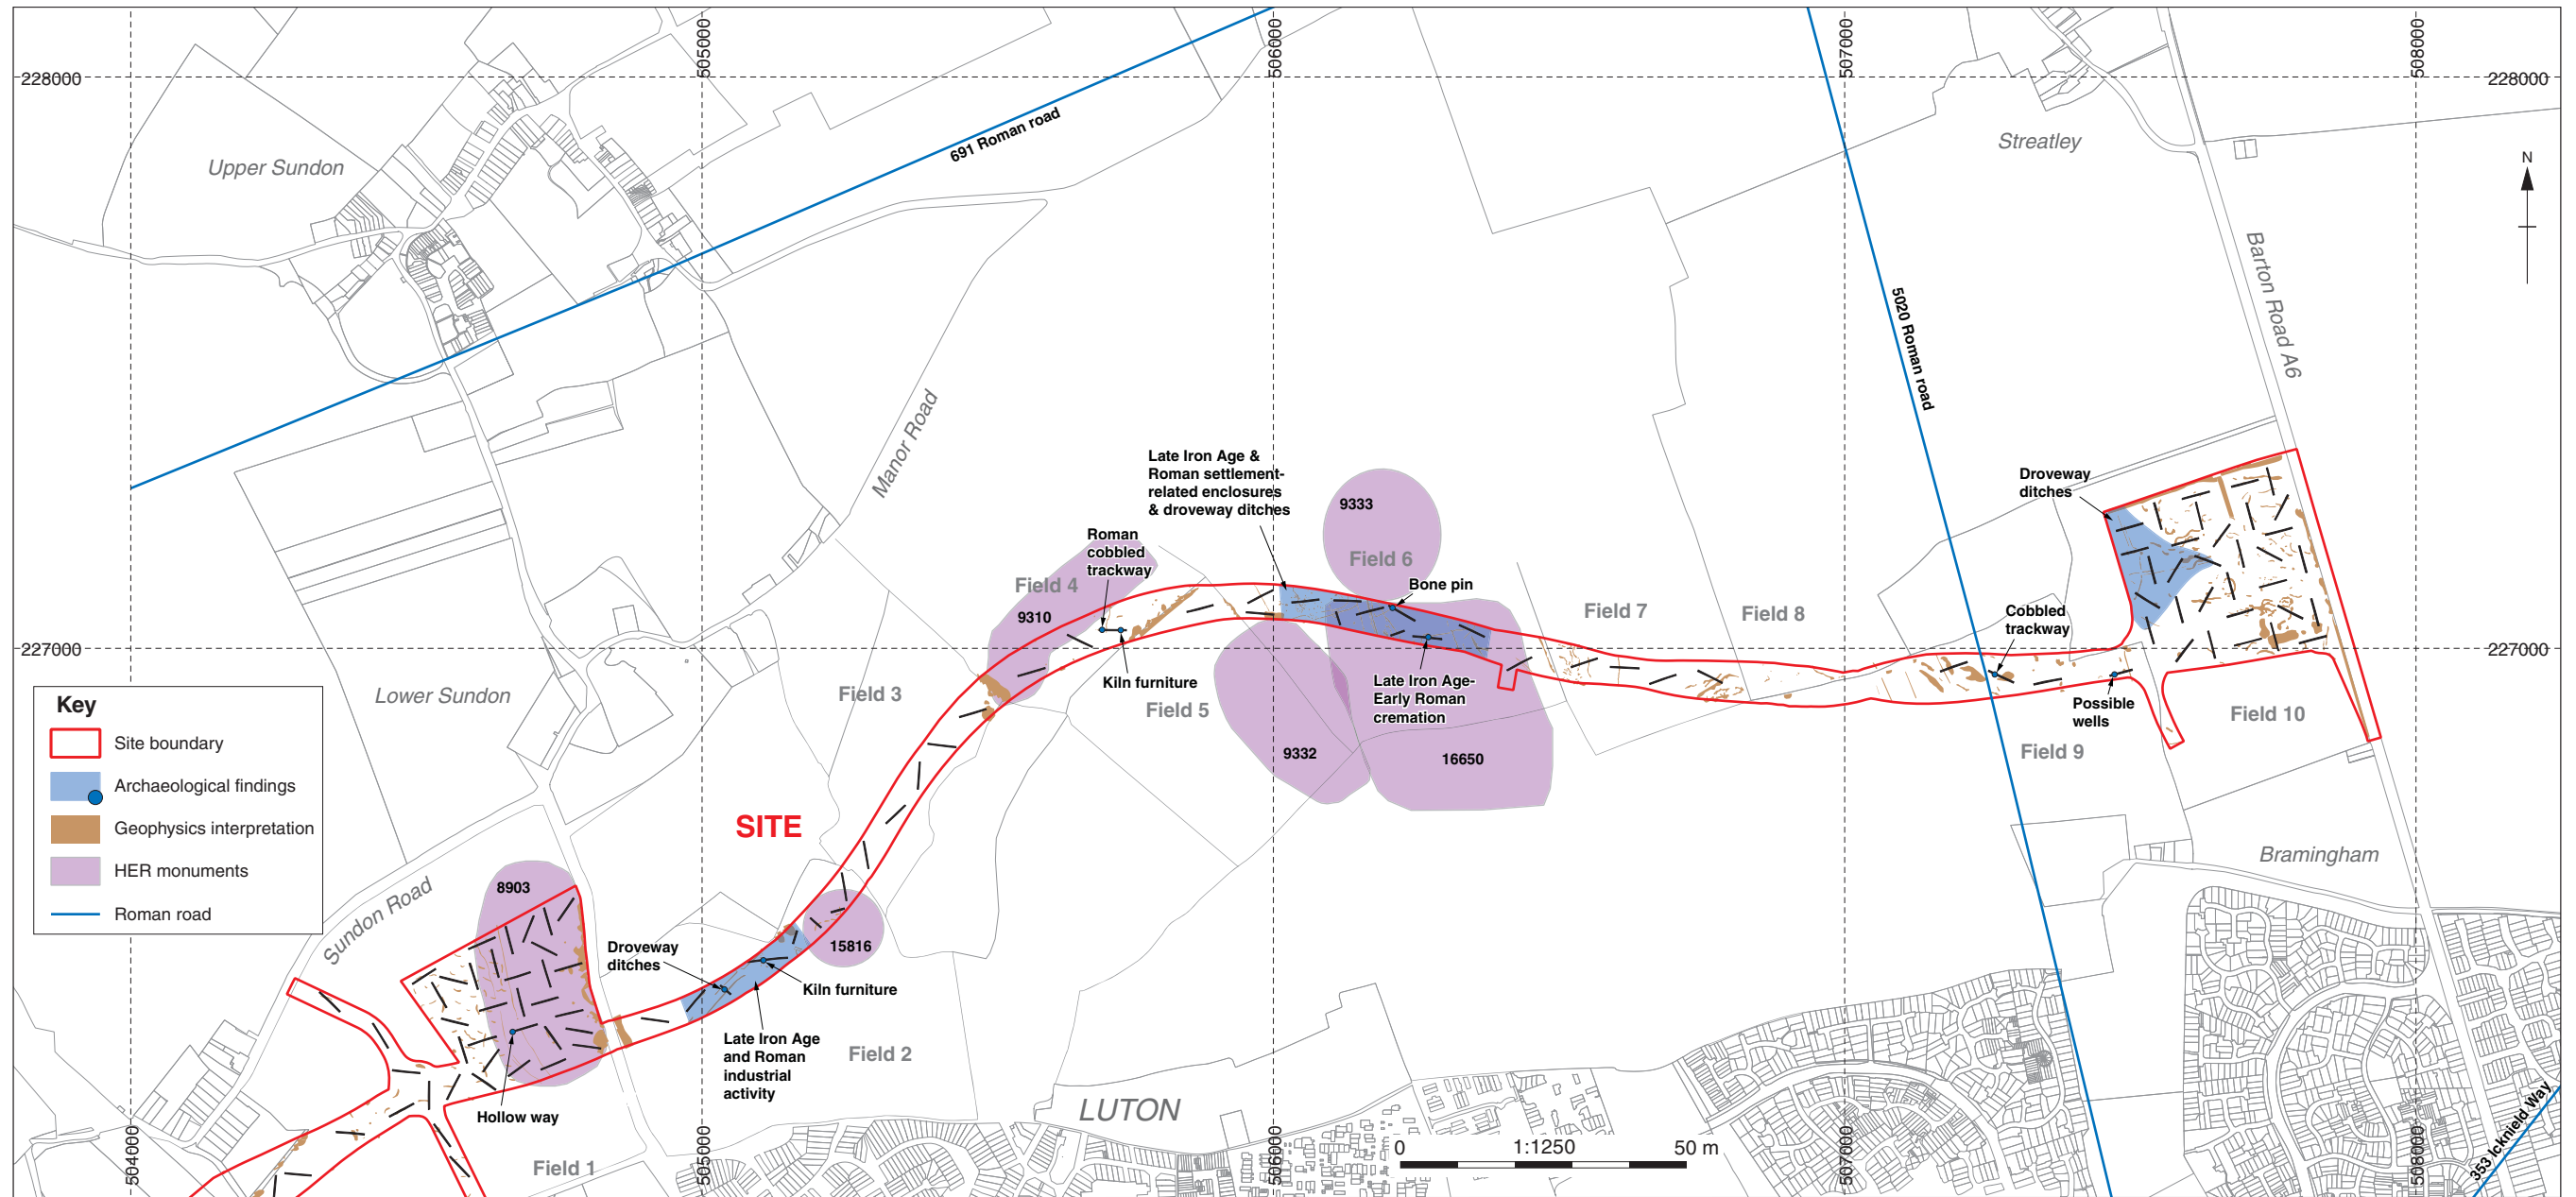 505000
506000
507000
508000
228000
228000
691 Roman road
Upper Sundon
Streatley
N
Barton Road A6
5020 Roman road
Manor Road
Late Iron Age &
Roman settlement-
related enclosures
& droveway ditches
9333
Droveway
ditches
Roman
cobbled
trackway
Field 6
Field 4
Bone pin
9310
Field 7
Field 8
Cobbled
trackway
227000
227000
Lower Sundon
Field 3
Kiln furniture
Field 5
Late Iron Age-
Early Roman
cremation
Possible
wells
Field 10
Field 9
9332
16650
Key
Site boundary
Archaeological findings
Geophysics interpretation
HER monuments
Roman road
SITE
Bramingham
8903
Sundon Road
15816
Droveway
ditches
Kiln furniture
Late Iron Age
and Roman
industrial
activity
Field 2
Hollow way
LUTON
0
1:1250
50 m
Field 1
504000
505000
506000
507000
508000
353 Icknield Way